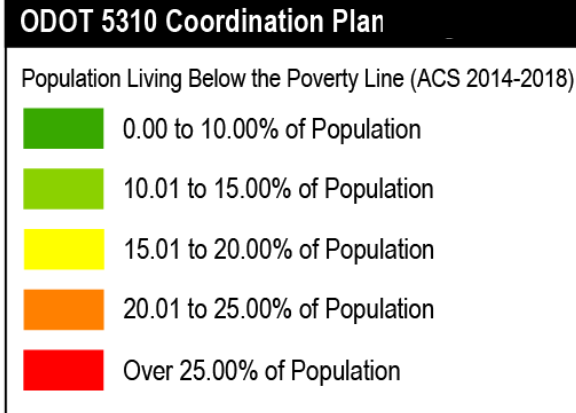 ODOT 5310 Coordination Plan
Population Living Below the Poverty Line (ACS 2014-2018)
0.00 to 10.00% of Population
10.01 to 15.00% of Population
15.01 to 20.00% of Population
20.01 to 25.00% of Population
Over 25.00% of Population